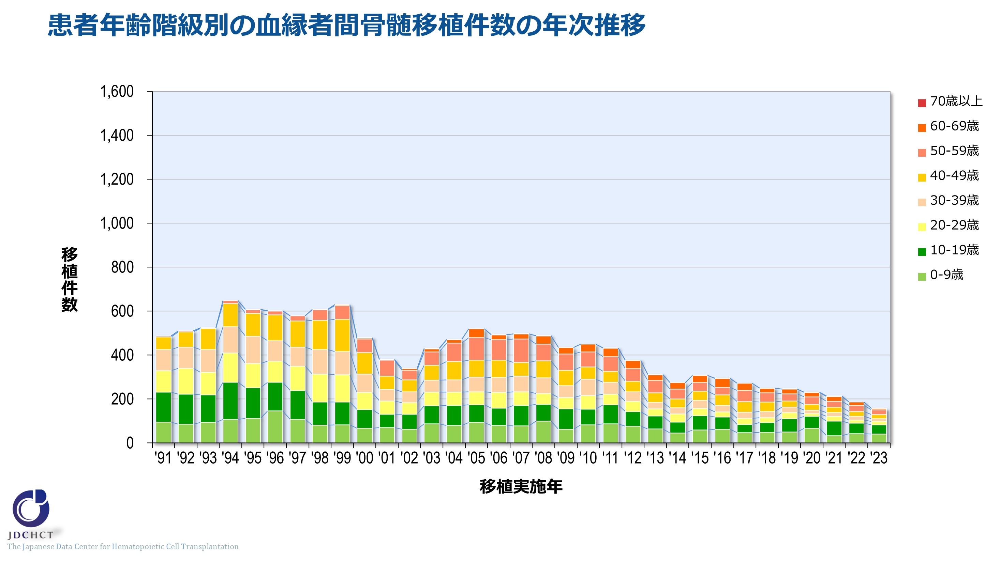 患者年齢階級別の血縁者間骨髄移植件数の年次推移
1,600
1,400
1,200
1,000
800
600
400
200
0
移植件数
'91 '92 '93 '94 '95 '96 '97 '98 '99 '00 '01 '02 '03 '04 '05 '06 '07 '08 '09 '10 '11 '12 '13 '14 '15 '16 '17 '18 '19 '20 '21 '22 '23
移植実施年
70歳以上
60-69歳
50-59歳
40-49歳
30-39歳
20-29歳
10-19歳
0-9歳
JDCHCT
The Japanese Data Center for Hematopoietic Cell Transplantation